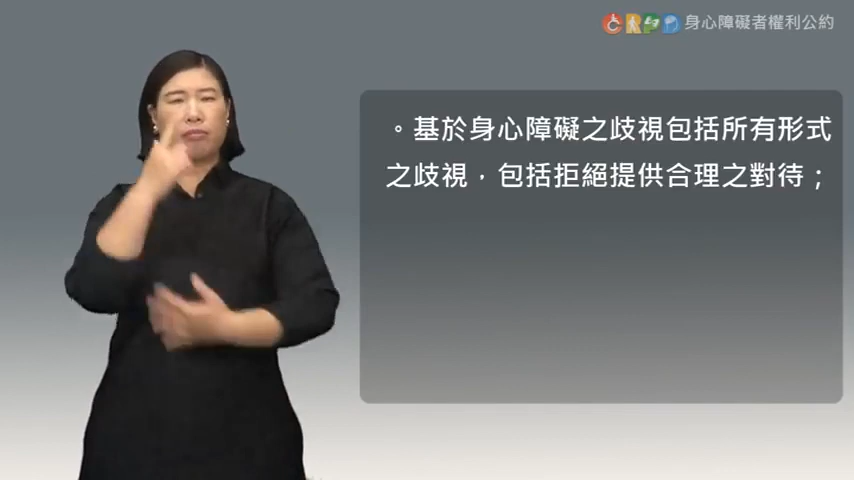 CRPD 身心障礙者權利公約
。基於身心障礙之歧視包括所有形式
之歧視，包括拒絕提供合理之對待；